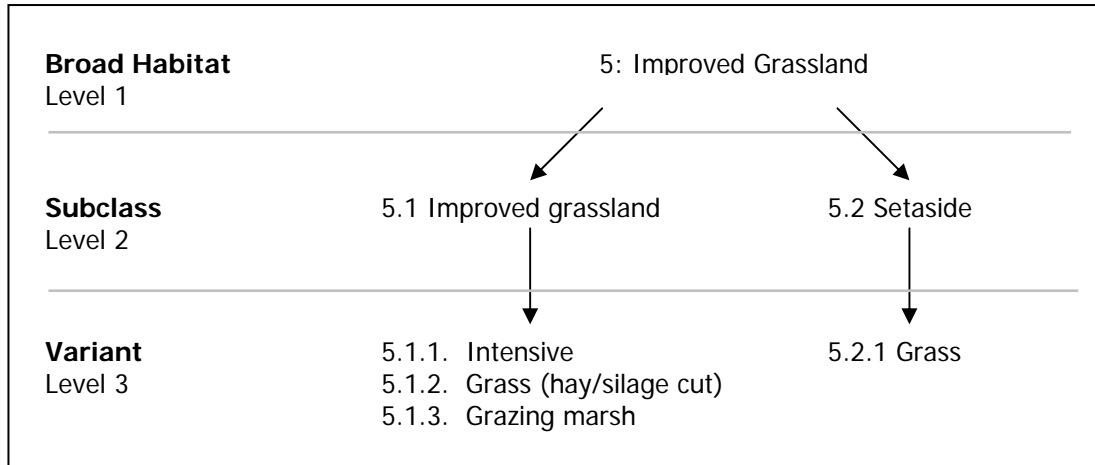 Broad Habitat 5: Improved Grassland
Level 1
Subclass 5.1 Improved grassland 5.2 Setaside
Level 2
Variant 5.1.1. Intensive 5.2.1 Grass
Level 3 5.1.2. Grass (hay/silage cut)
5.1.3. Grazing marsh